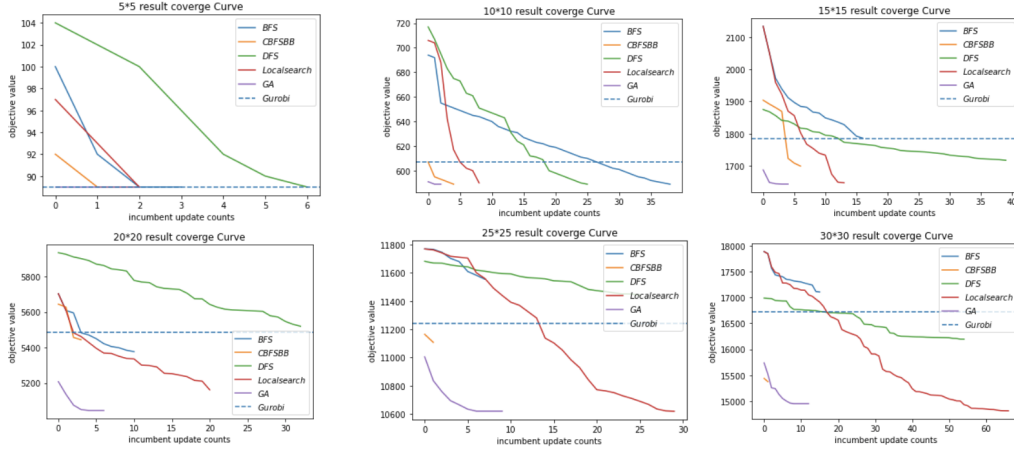 5*5 result coverge Curve
objective value
104
102
100
98
96
94
92
90
0
1
2
3
4
5
6
incumbent update counts
BFS
CBFSBB
DFS
Localsearch
GA
Gurobi
10*10 result coverge Curve
objective value
720
700
680
660
640
620
600
0
5
10
15
20
25
30
35
incumbent update counts
BFS
CBFSBB
DFS
Localsearch
GA
Gurobi
15*15 result coverge Curve
objective value
2100
2000
1900
1800
1700
0
5
10
15
20
25
30
35
40
incumbent update counts
BFS
CBFSBB
DFS
Localsearch
GA
Gurobi
20*20 result coverge Curve
objective value
5800
5600
5400
5200
0
5
10
15
20
25
30
incumbent update counts
BFS
CBFSBB
DFS
Localsearch
GA
Gurobi
25*25 result coverge Curve
objective value
11800
11600
11400
11200
11000
10800
10600
0
5
10
15
20
25
30
incumbent update counts
BFS
CBFSBB
DFS
Localsearch
GA
Gurobi
30*30 result coverge Curve
objective value
18000
17500
17000
16500
16000
15500
15000
0
10
20
30
40
50
60
incumbent update counts
BFS
CBFSBB
DFS
Localsearch
GA
Gurobi